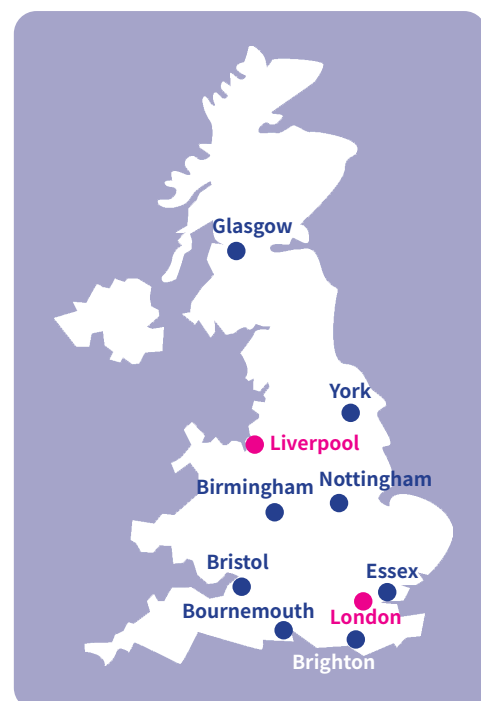 Glasgow
York
Liverpool
Nottingham
Birmingham
Bristol
Essex
Bournemouth
London
Brighton